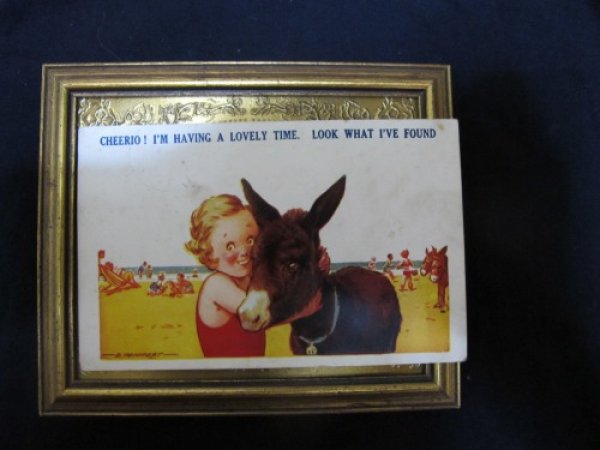 CHEERIO! I'M HAVING A LOVELY TIME. LOOK WHAT I'VE FOUND